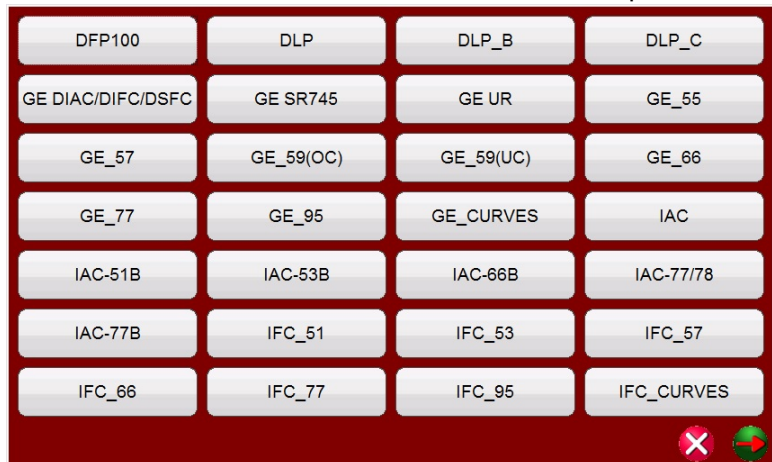 DFP100 DLP DLP_B DLP_C
GE DIAC/DIFC/DSFC GE SR745 GE UR GE_55
GE_57 GE_59(OC) GE_59(UC) GE_66
GE_77 GE_95 GE_CURVES IAC
IAC-51B IAC-53B IAC-66B IAC-77/78
IAC-77B IFC_51 IFC_53 IFC_57
IFC_66 IFC_77 IFC_95 IFC_CURVES